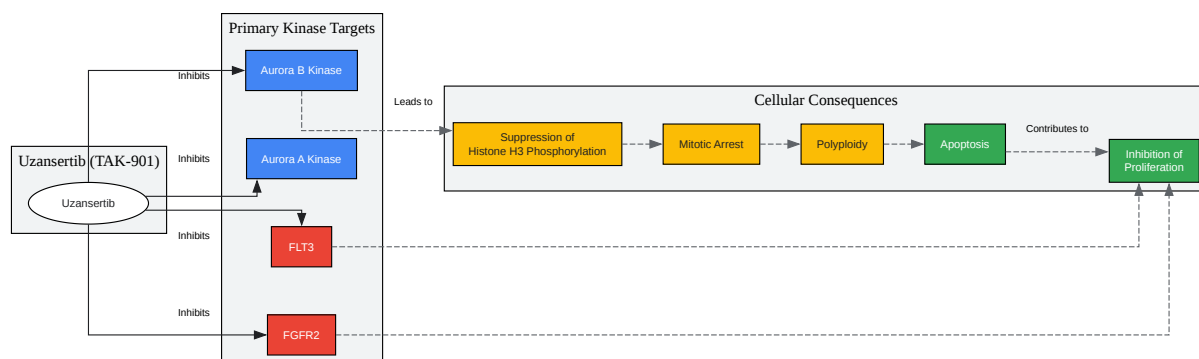 Primary Kinase Targets
Inhibits
Aurora B Kinase
Leads to
Cellular Consequences
Suppression of
Histone H3 Phosphorylation
Mitotic Arrest
Polyploidy
Apoptosis
Contributes to
Inhibition of
Proliferation
Uzansertib (TAK-901)
Uzansertib
Inhibits
Aurora A Kinase
Inhibits
FLT3
Inhibits
FGFR2